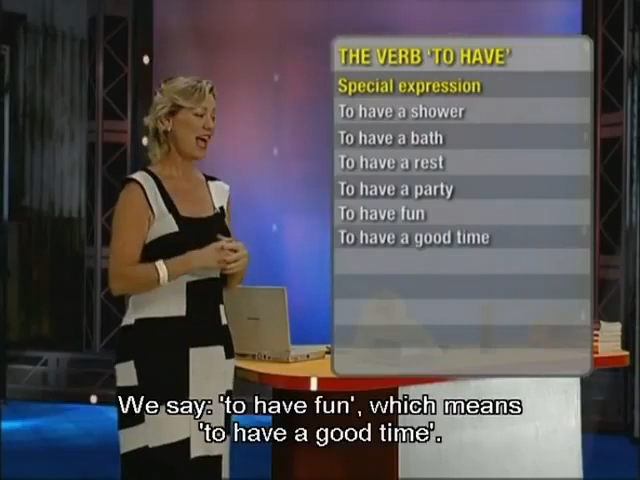 THE VERB 'TO HAVE'
Special expression
To have a shower
To have a bath
To have a rest
To have a party
To have fun
To have a good time
We say: 'to have fun', which means
'to have a good time'.